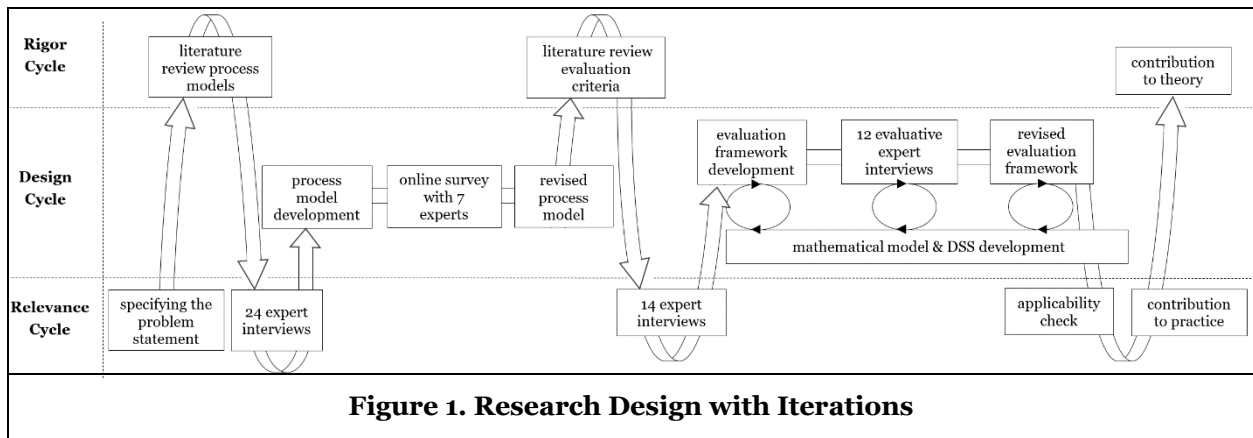 Rigor
Cycle
literature
review process
models
literature review
evaluation
criteria
contribution
to theory
Design
Cycle
process
model
development
online survey
with 7
experts
revised
process
model
evaluation
framework
development
12 evaluative
expert
interviews
revised
evaluation
framework
mathematical model & DSS development
Relevance
Cycle
specifying the
problem
statement
24 expert
interviews
14 expert
interviews
applicability
check
contribution
to practice
Figure 1. Research Design with Iterations